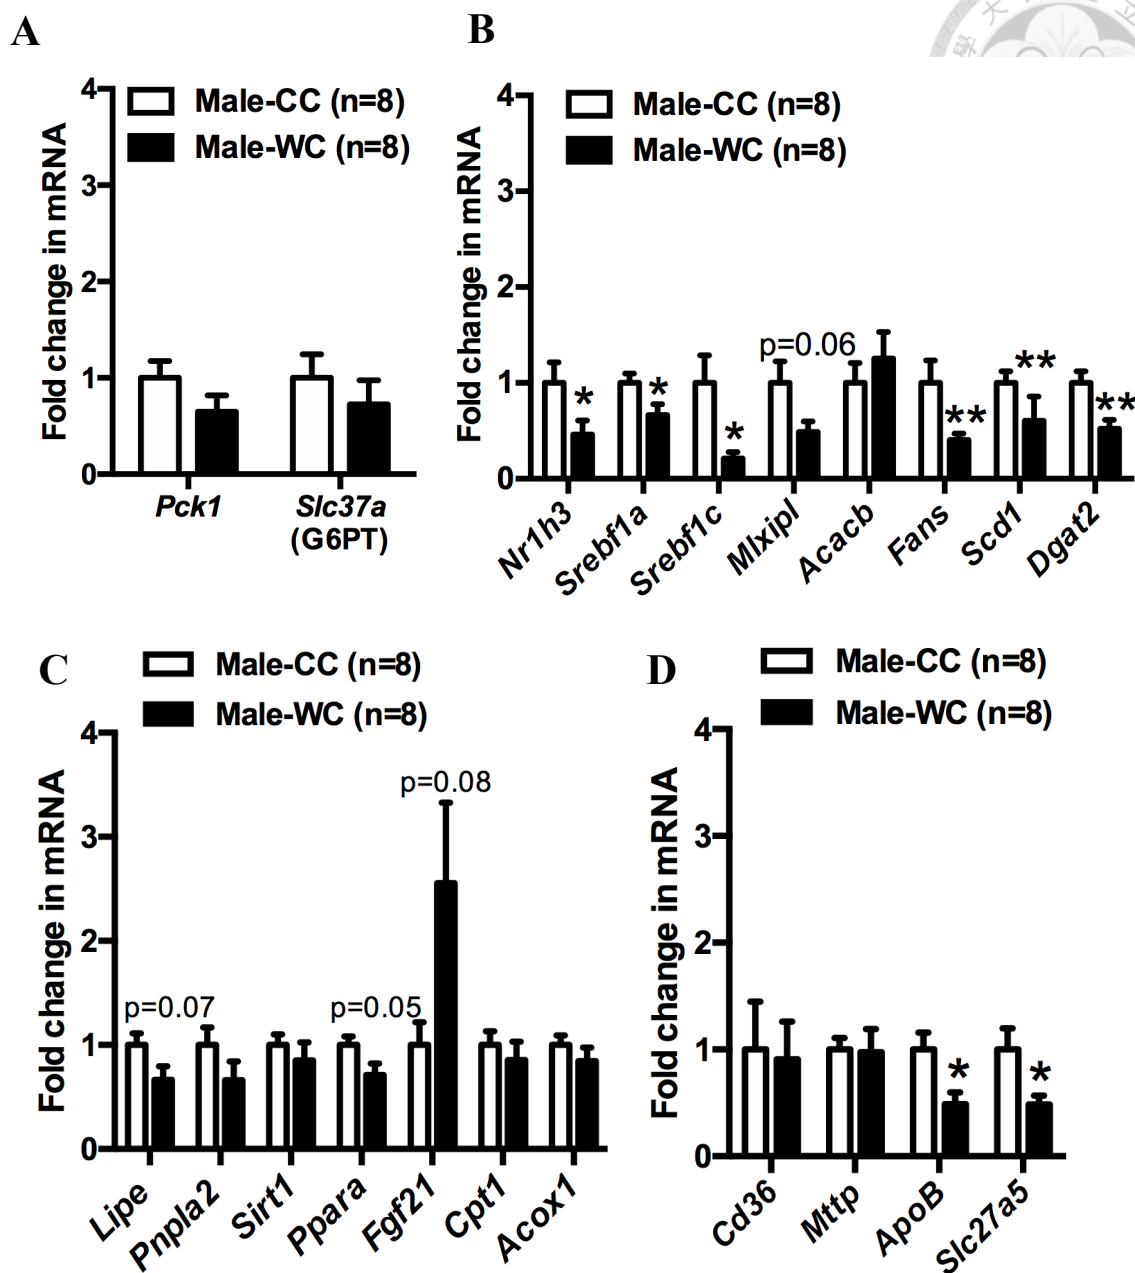 A
B
4
3
2
1
0
Fold change in mRNA
Male-CC (n=8)
Male-WC (n=8)
Pck1
Slc37a
(G6PT)
4
3
2
1
0
Fold change in mRNA
Male-CC (n=8)
Male-WC (n=8)
p=0.06
*
*
*
**
**
**
Nr1h3
Srebf1a
Srebf1c
Mlxipl
Acacb
Fans
Scd1
Dgat2
C
Male-CC (n=8)
Male-WC (n=8)
4
3
2
1
0
Fold change in mRNA
p=0.07
p=0.05
p=0.08
Lipe
Pnpla2
Sirt1
Ppara
Fgf21
Cpt1
Acox1
D
Male-CC (n=8)
Male-WC (n=8)
4
3
2
1
0
Fold change in mRNA
*
*
Cd36
Mttp
ApoB
Slc27a5
學 大 立